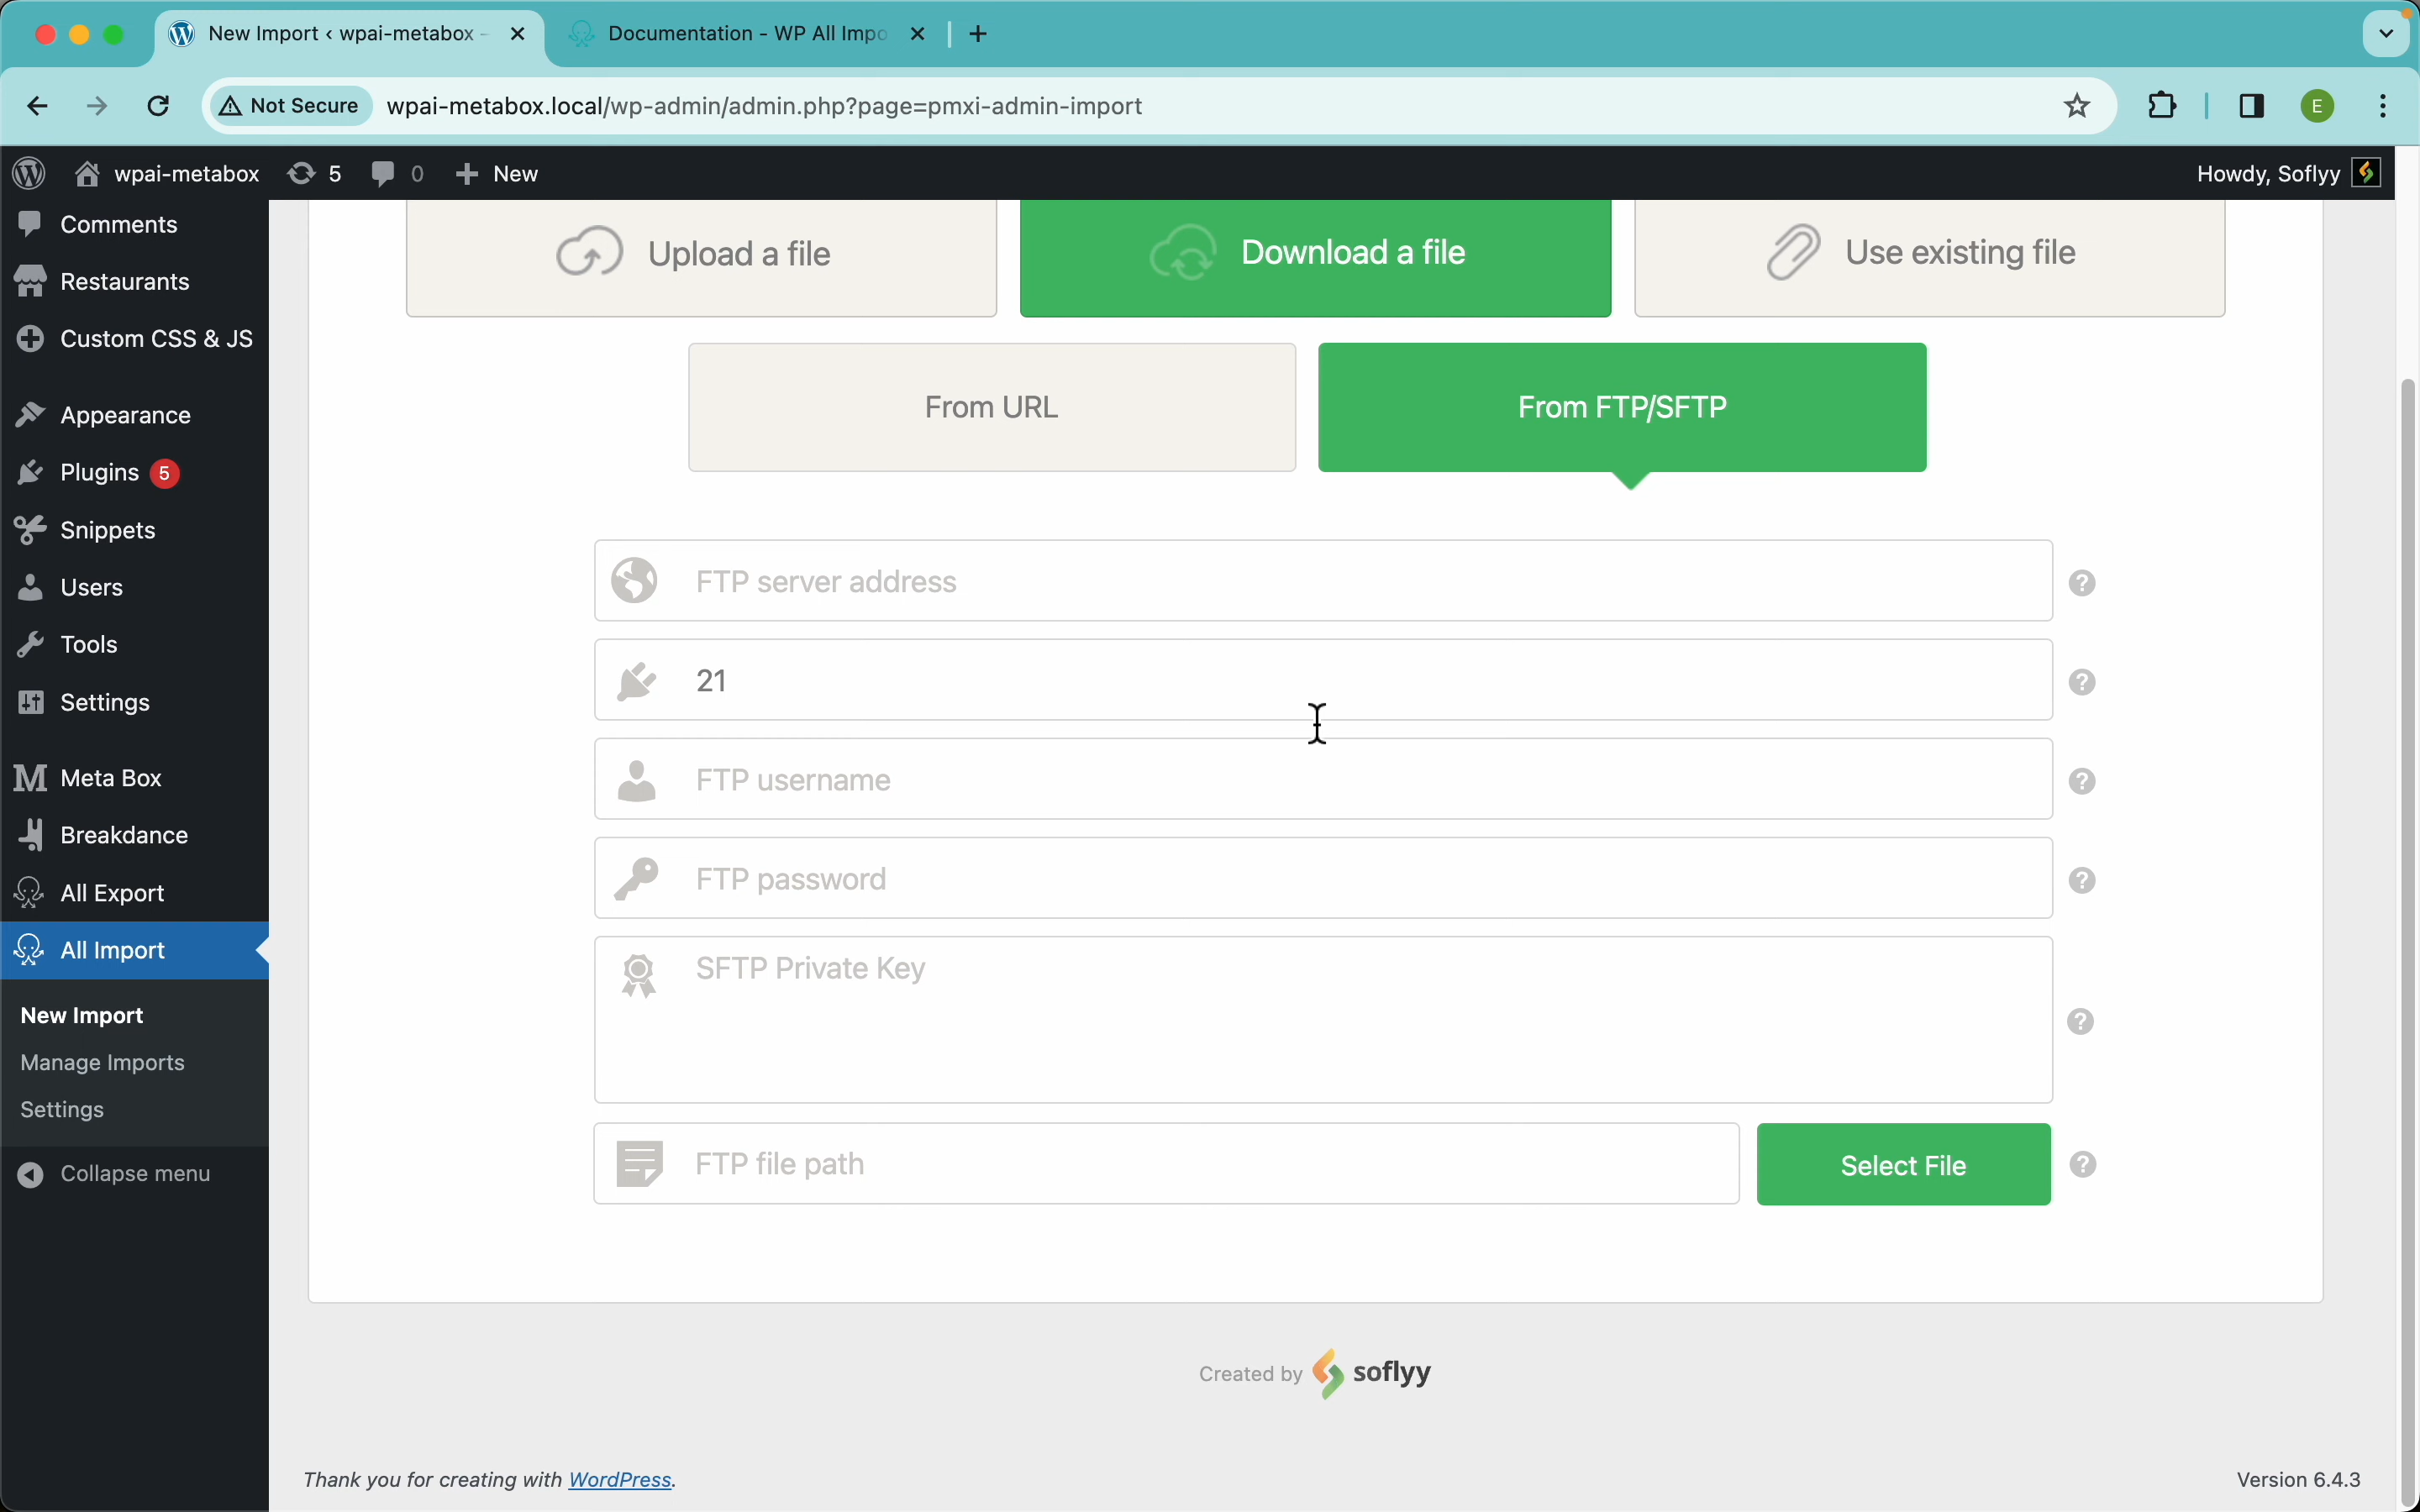 New Import ‹ wpai-metabox -
Documentation - WP All Impo
Not Secure
wpai-metabox.local/wp-admin/admin.php?page=pmxi-admin-import
E
wpai-metabox
5
0
New
Howdy, Soflyy
Comments
Restaurants
Custom CSS & JS
Appearance
Plugins 5
Snippets
Users
Tools
Settings
Meta Box
Breakdance
All Export
All Import
New Import
Manage Imports
Settings
Collapse menu
Upload a file
Download a file
Use existing file
From URL
From FTP/SFTP
FTP server address
?
21
?
FTP username
?
FTP password
?
SFTP Private Key
?
FTP file path
Select File
?
Created by soflyy
Thank you for creating with WordPress.
Version 6.4.3